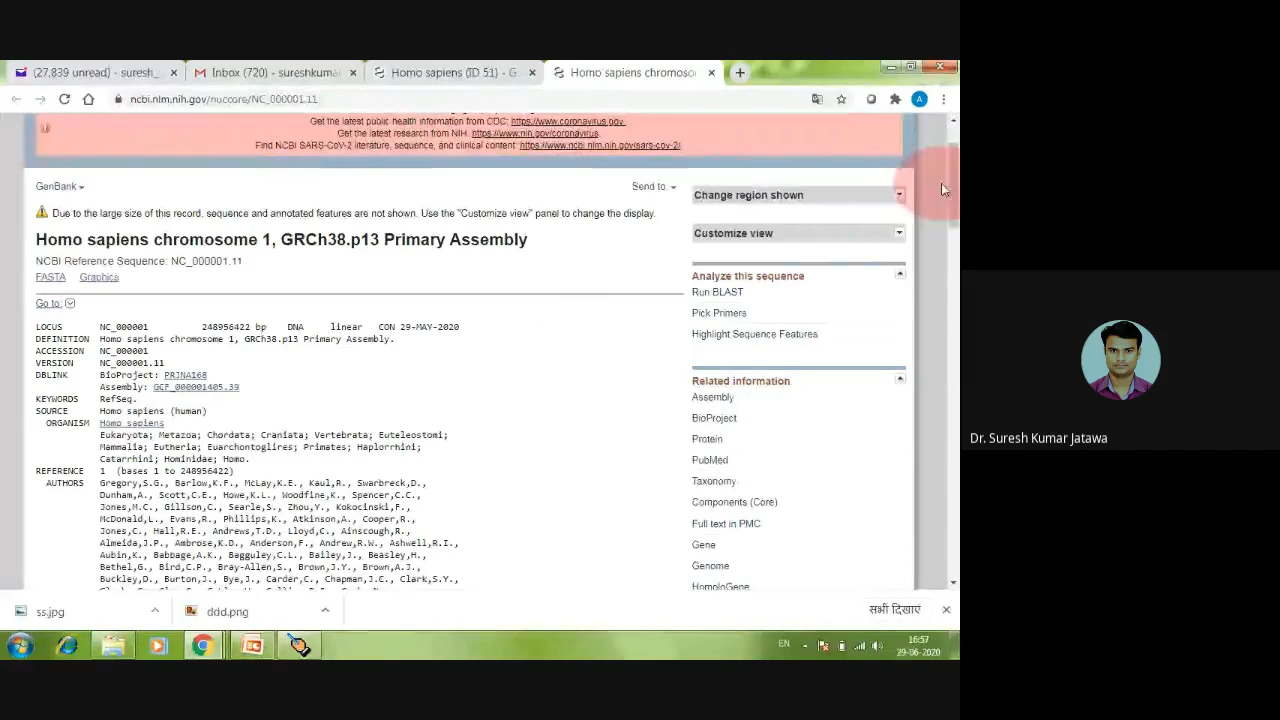 (27,839 unread) - suresh_
Inbox (720) - sureshkumar
Homo sapiens (ID 51) - G
Homo sapiens chromoso
ncbi.nlm.nih.gov/nuccore/NC_000001.11
Get the latest public health information from CDC: https://www.coronavirus.gov
Get the latest research from NIH: https://www.nih.gov/coronavirus
Find NCBI SARS-CoV-2 literature, sequence, and clinical content: https://www.ncbi.nlm.nih.gov/sars-cov-2/
GenBank
Send to:
Due to the large size of this record, sequence and annotated features are not shown. Use the "Customize view" panel to change the display.
Homo sapiens chromosome 1, GRCh38.p13 Primary Assembly
NCBI Reference Sequence: NC_000001.11
FASTA Graphics
Go to:
LOCUS NC_000001 248956422 bp DNA linear CON 29-MAY-2020
DEFINITION Homo sapiens chromosome 1, GRCh38.p13 Primary Assembly.
ACCESSION NC_000001
VERSION NC_000001.11
DBLINK BioProject: PRJNA168
Assembly: GCF_000001405.39
KEYWORDS RefSeq.
SOURCE Homo sapiens (human)
ORGANISM Homo sapiens
Eukaryota; Metazoa; Chordata; Craniata; Vertebrata; Euteleostomi;
Mammalia; Eutheria; Euarchontoglires; Primates; Haplorrhini;
Catarrhini; Hominidae; Homo.
REFERENCE 1 (bases 1 to 248956422)
AUTHORS Gregory,S.G., Barlow,K.F., McLay,K.E., Kaul,R., Swarbreck,D.,
Dunham,A., Scott,C.E., Howe,K.L., Woodfine,K., Spencer,C.C.,
Jones,M.C., Gillson,C., Searle,S., Zhou,Y., Kokocinski,F.,
McDonald,L., Evans,R., Phillips,K., Atkinson,A., Cooper,R.,
Jones,C., Hall,R.E., Andrews,T.D., Lloyd,C., Ainscough,R.,
Almeida,J.P., Ambrose,K.D., Anderson,F., Andrew,R.W., Ashwell,R.I.,
Aubin,K., Babbage,A.K., Bagguley,C.L., Bailey,J., Beasley,H.,
Bethel,G., Bird,C.P., Bray-Allen,S., Brown,J.Y., Brown,A.J.,
Buckley,D., Burton,J., Bye,J., Carder,C., Chapman,J.C., Clark,S.Y.,
Change region shown
Customize view
Analyze this sequence
Run BLAST
Pick Primers
Highlight Sequence Features
Related information
Assembly
BioProject
Protein
PubMed
Taxonomy
Components (Core)
Full text in PMC
Gene
Genome
HomoloGene
ss.jpg
ddd.png
सभी दिखाएं
EN
16:57
29-06-2020
Dr. Suresh Kumar Jatawa
A